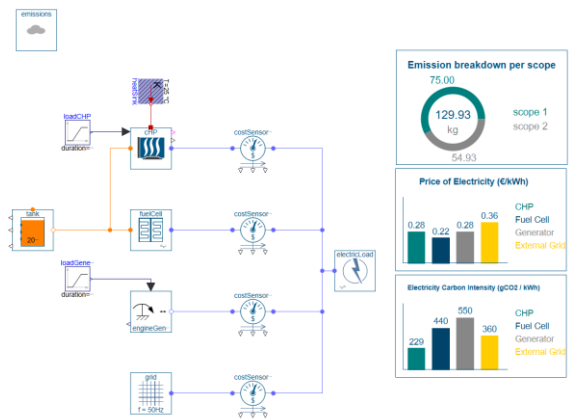 emissions
T=25 °C
K
heatSink
loadCHP
duration=
CHP
costSensor
$
tank
20
fuelCell
costSensor
$
electricLoad
loadGene
duration=
engineGen
costSensor
$
grid
f = 50Hz
costSensor
$
Emission breakdown per scope
75.00
129.93
kg
scope 1
scope 2
54.93
Price of Electricity (€/kWh)
0.28
0.22
0.28
0.36
CHP
Fuel Cell
Generator
External Grid
Electricity Carbon Intensity (gCO2 / kWh)
229
440
550
360
CHP
Fuel Cell
Generator
External Grid